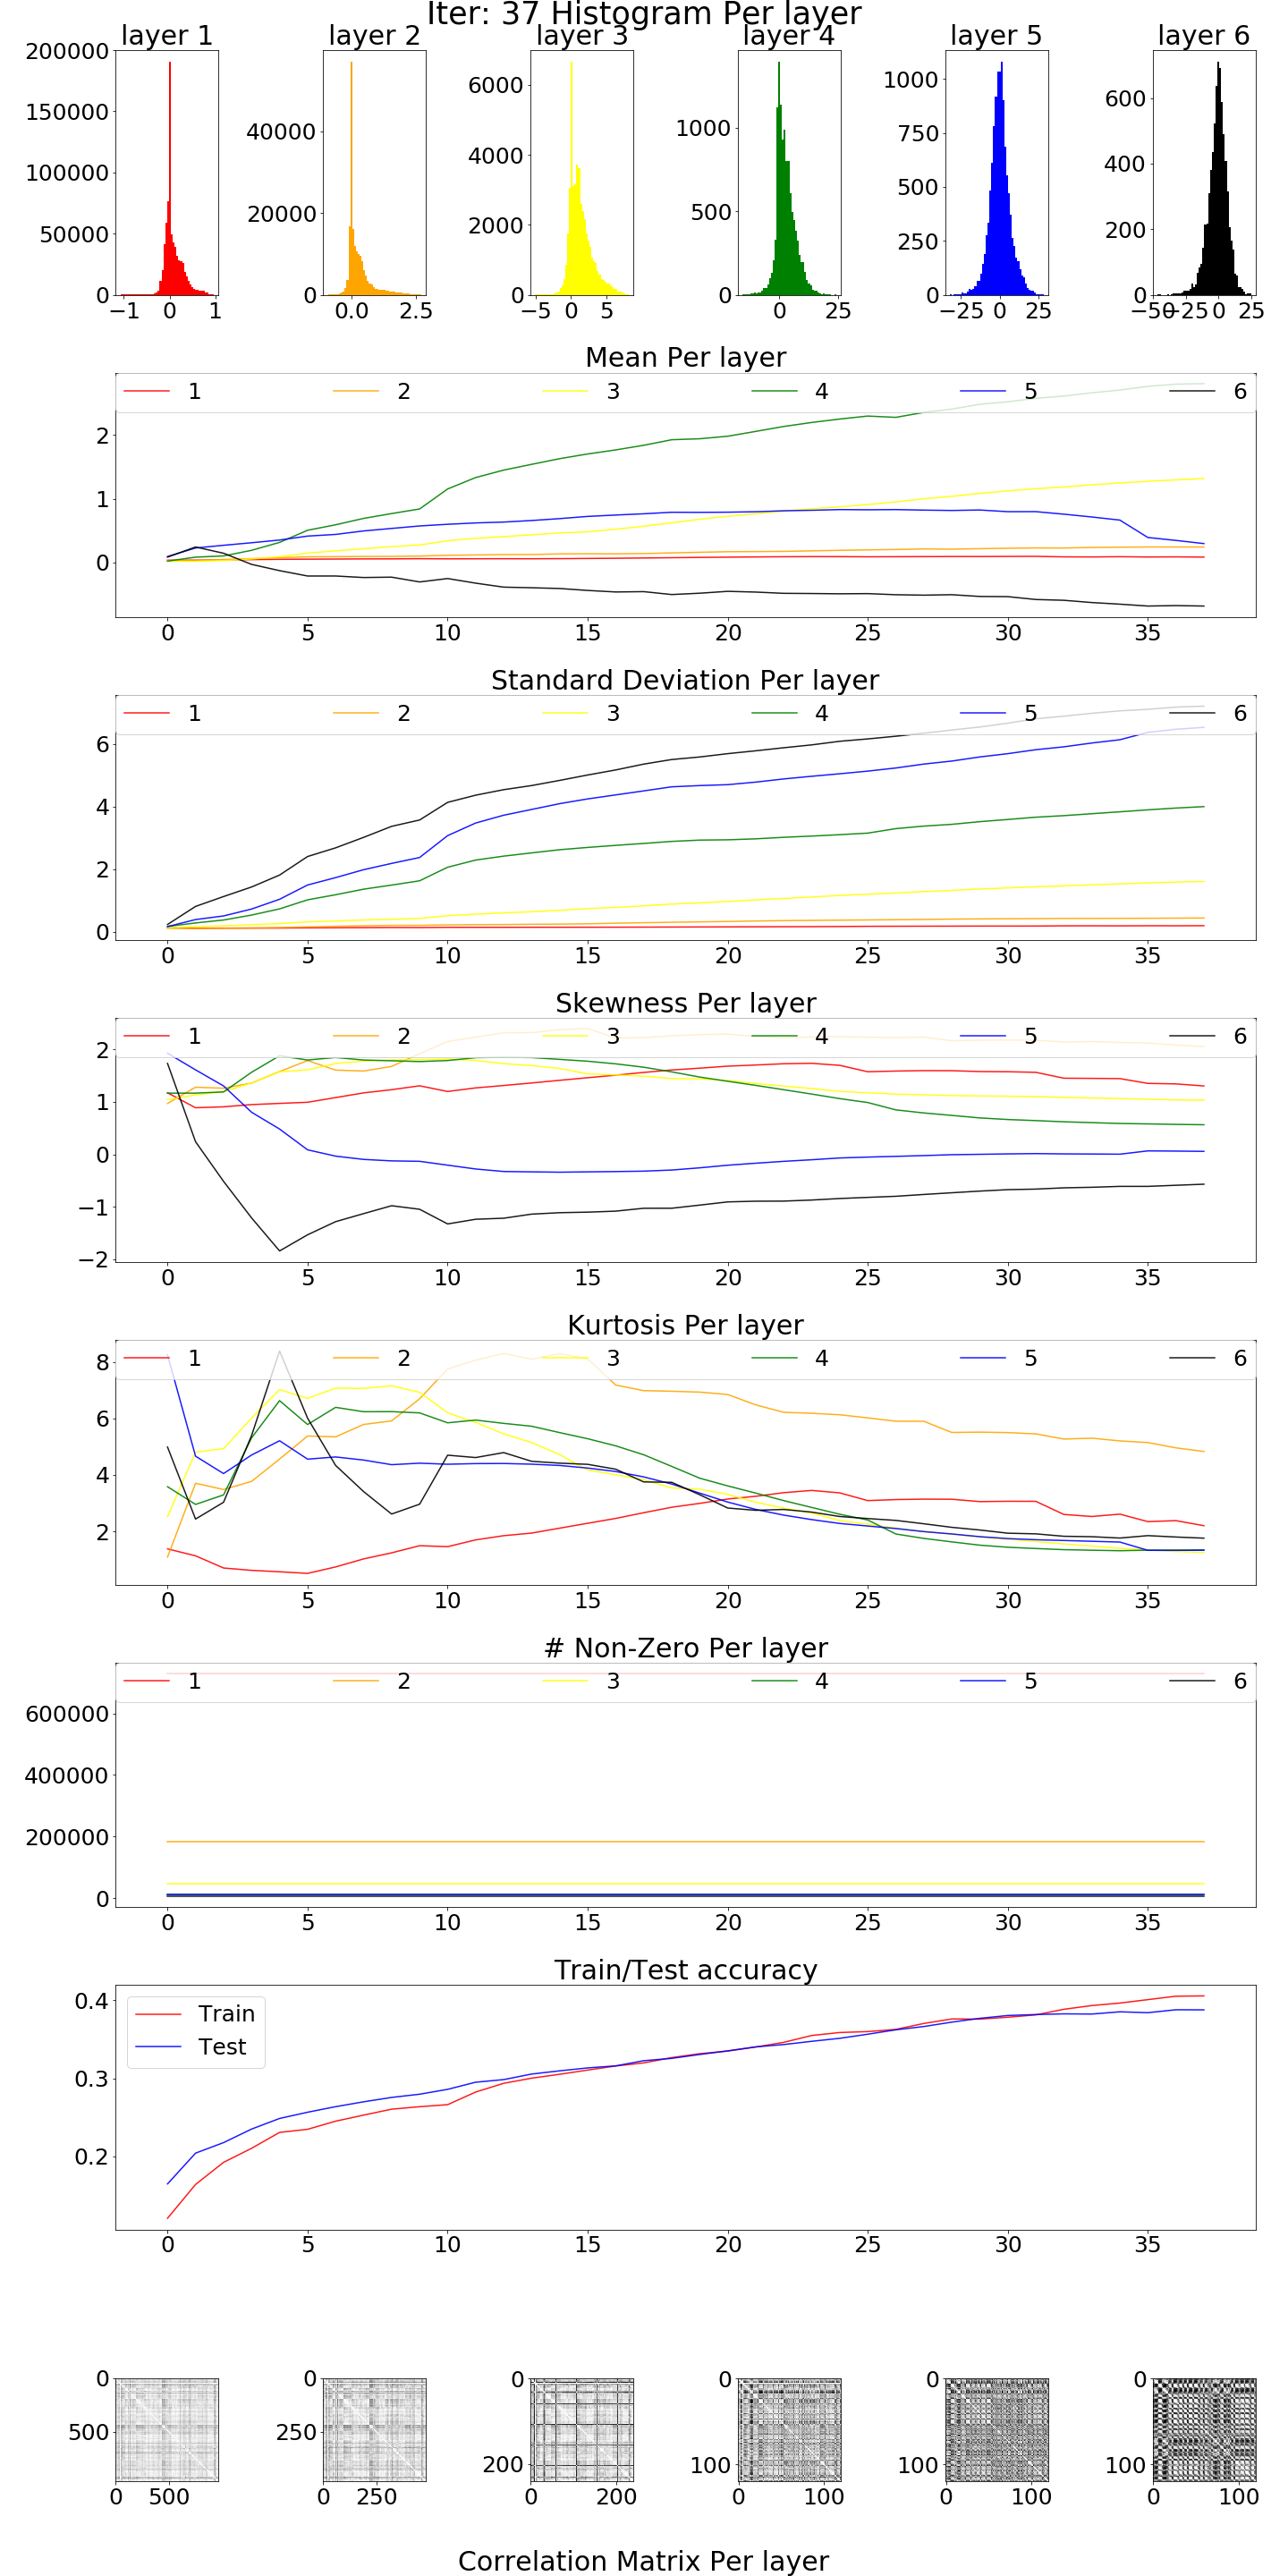 Iter: 37 Histogram Per layer
layer 1 layer 2 layer 3 layer 4 layer 5 layer 6
200000
150000
100000
50000
0
−1 0 1
40000
20000
0
0.0 2.5
6000
4000
2000
0
−5 0 5
1000
500
0
0 25
1000
750
500
250
0
−25 0 25
600
400
200
0
−50 −25 0 25
Mean Per layer
1 2 3 4 5 6
2
1
0
0 5 10 15 20 25 30 35
Standard Deviation Per layer
1 2 3 4 5 6
6
4
2
0
0 5 10 15 20 25 30 35
Skewness Per layer
1 2 3 4 5 6
2
1
0
−1
−2
0 5 10 15 20 25 30 35
Kurtosis Per layer
1 2 3 4 5 6
8
6
4
2
0 5 10 15 20 25 30 35
# Non-Zero Per layer
1 2 3 4 5 6
600000
400000
200000
0
0 5 10 15 20 25 30 35
Train/Test accuracy
Train
Test
0.4
0.3
0.2
0 5 10 15 20 25 30 35
0
500
0 500
0
250
0 250
0
200
0 200
0
100
0 100
0
100
0 100
0
100
0 100
Correlation Matrix Per layer